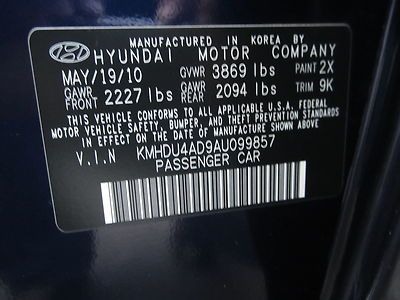 MANUFACTURED IN KOREA BY
HYUNDAI MOTOR COMPANY
MAY/19/10 GVWR 3869 lbs PAINT 2X
GAWR FRONT 2227 lbs GAWR REAR 2094 lbs TRIM 9K
THIS VEHICLE CONFORMS TO ALL APPLICABLE U.S.A. FEDERAL
MOTOR VEHICLE SAFETY, BUMPER, AND THEFT PREVENTION
STANDARDS IN EFFECT ON THE DATE OF MANUFACTURE SHOWN ABOVE.
V.I.N KMHDU4AD9AU099857
PASSENGER CAR